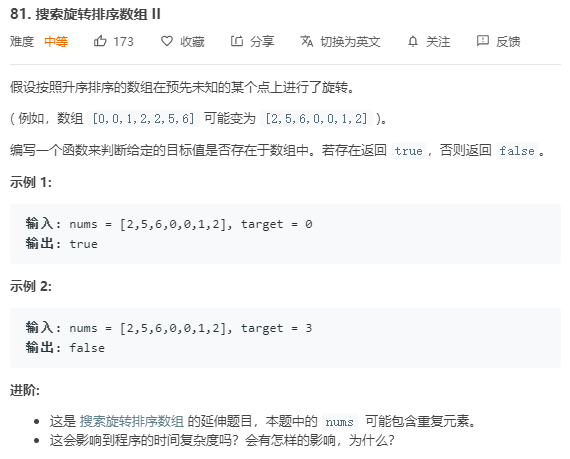 81. 搜索旋转排序数组 II
难度 中等 173 收藏 分享 切换为英文 关注 反馈
假设按照升序排序的数组在预先未知的某个点上进行了旋转。
( 例如，数组 [0,0,1,2,2,5,6] 可能变为 [2,5,6,0,0,1,2] )。
编写一个函数来判断给定的目标值是否存在于数组中。若存在返回 true，否则返回 false。
示例 1:
输入: nums = [2,5,6,0,0,1,2], target = 0
输出: true
示例 2:
输入: nums = [2,5,6,0,0,1,2], target = 3
输出: false
进阶:
• 这是 搜索旋转排序数组 的延伸题目，本题中的 nums 可能包含重复元素。
• 这会影响到程序的时间复杂度吗？会有怎样的影响，为什么？